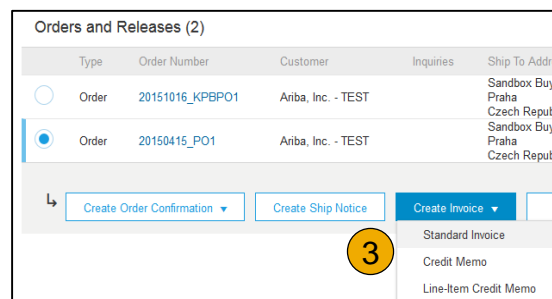 Orders and Releases (2)
Type Order Number Customer Inquiries Ship To Addr
Order 20151016_KPBPO1 Ariba, Inc. - TEST Sandbox Buy
Praha
Czech Repub
Order 20150415_PO1 Ariba, Inc. - TEST Sandbox Buy
Praha
Czech Repub
Create Order Confirmation Create Ship Notice Create Invoice
3
Standard Invoice
Credit Memo
Line-Item Credit Memo